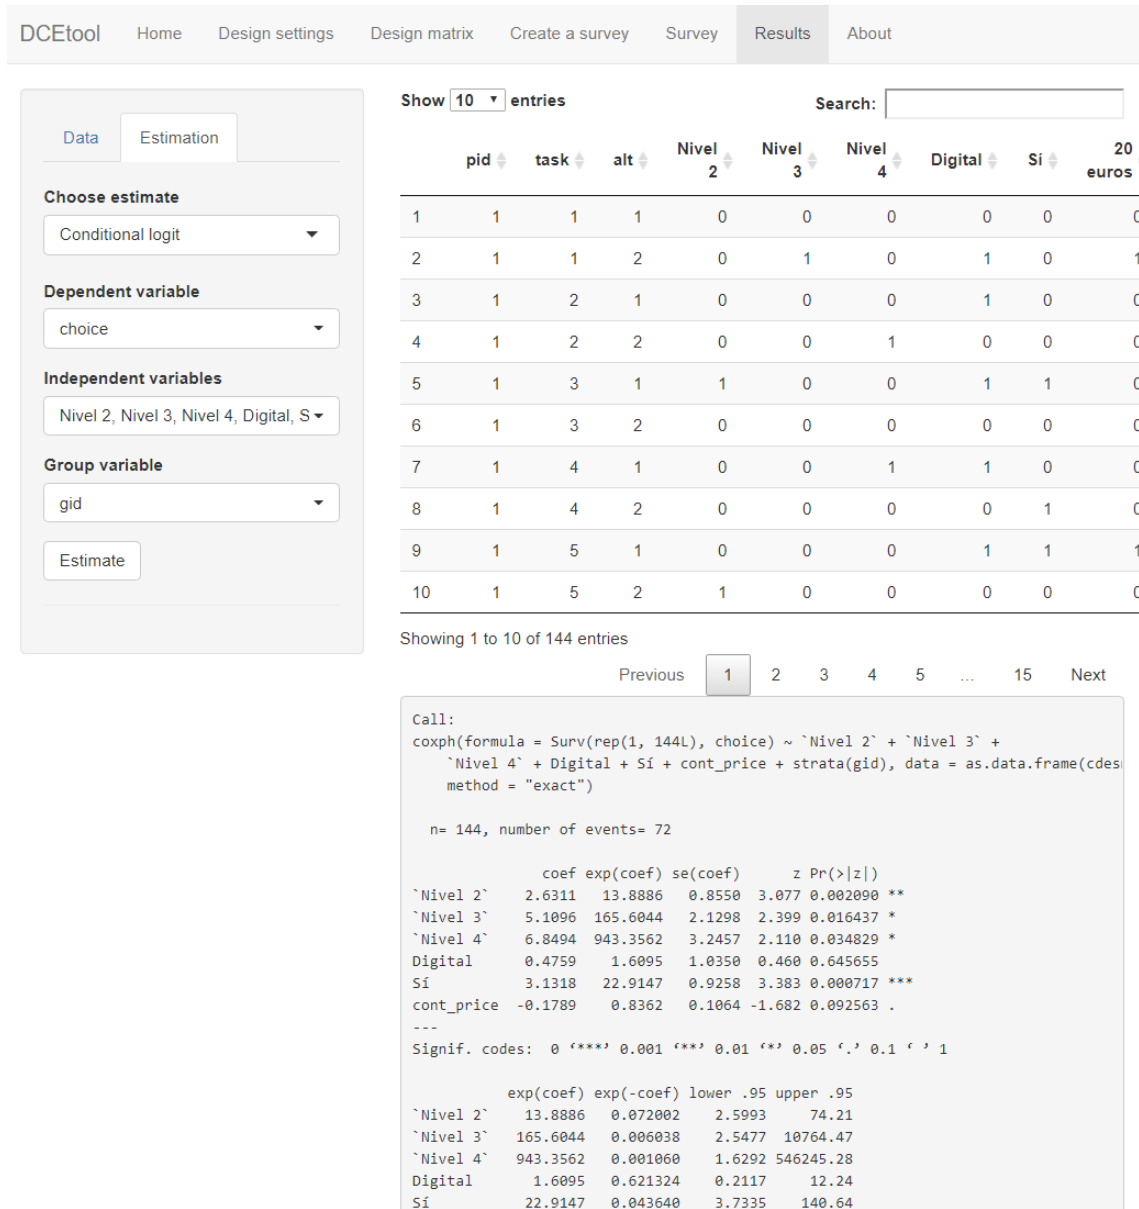 DCEtool Home Design settings Design matrix Create a survey Survey Results About
Data Estimation
Choose estimate
Conditional logit
Dependent variable
choice
Independent variables
Nivel 2, Nivel 3, Nivel 4, Digital, S
Group variable
gid
Estimate
Show 10 entries Search:
pid task alt Nivel 2 Nivel 3 Nivel 4 Digital Sí 20 euros
1 1 1 1 0 0 0 0 0 0
2 1 1 2 0 1 0 1 0 1
3 1 2 1 0 0 0 1 0 0
4 1 2 2 0 0 1 0 0 0
5 1 3 1 1 0 0 1 1 0
6 1 3 2 0 0 0 0 0 0
7 1 4 1 0 0 1 1 0 0
8 1 4 2 0 0 0 0 1 0
9 1 5 1 0 0 0 1 1 1
10 1 5 2 1 0 0 0 0 0
Showing 1 to 10 of 144 entries
Previous 1 2 3 4 5 ... 15 Next
Call:
coxph(formula = Surv(rep(1, 144L), choice) ~ `Nivel 2` + `Nivel 3` +
`Nivel 4` + Digital + Sí + cont_price + strata(gid), data = as.data.frame(cdes
method = "exact")
n= 144, number of events= 72
coef exp(coef) se(coef) z Pr(>|z|)
`Nivel 2` 2.6311 13.8886 0.8550 3.077 0.002090 **
`Nivel 3` 5.1096 165.6044 2.1298 2.399 0.016437 *
`Nivel 4` 6.8494 943.3562 3.2457 2.110 0.034829 *
Digital 0.4759 1.6095 1.0350 0.460 0.645655
Sí 3.1318 22.9147 0.9258 3.383 0.000717 ***
cont_price -0.1789 0.8362 0.1064 -1.682 0.092563 .
---
Signif. codes: 0 ‘***’ 0.001 ‘**’ 0.01 ‘*’ 0.05 ‘.’ 0.1 ‘ ’ 1
exp(coef) exp(-coef) lower .95 upper .95
`Nivel 2` 13.8886 0.072002 2.5993 74.21
`Nivel 3` 165.6044 0.006038 2.5477 10764.47
`Nivel 4` 943.3562 0.001060 1.6292 546245.28
Digital 1.6095 0.621324 0.2117 12.24
Sí 22.9147 0.043640 3.7335 140.64